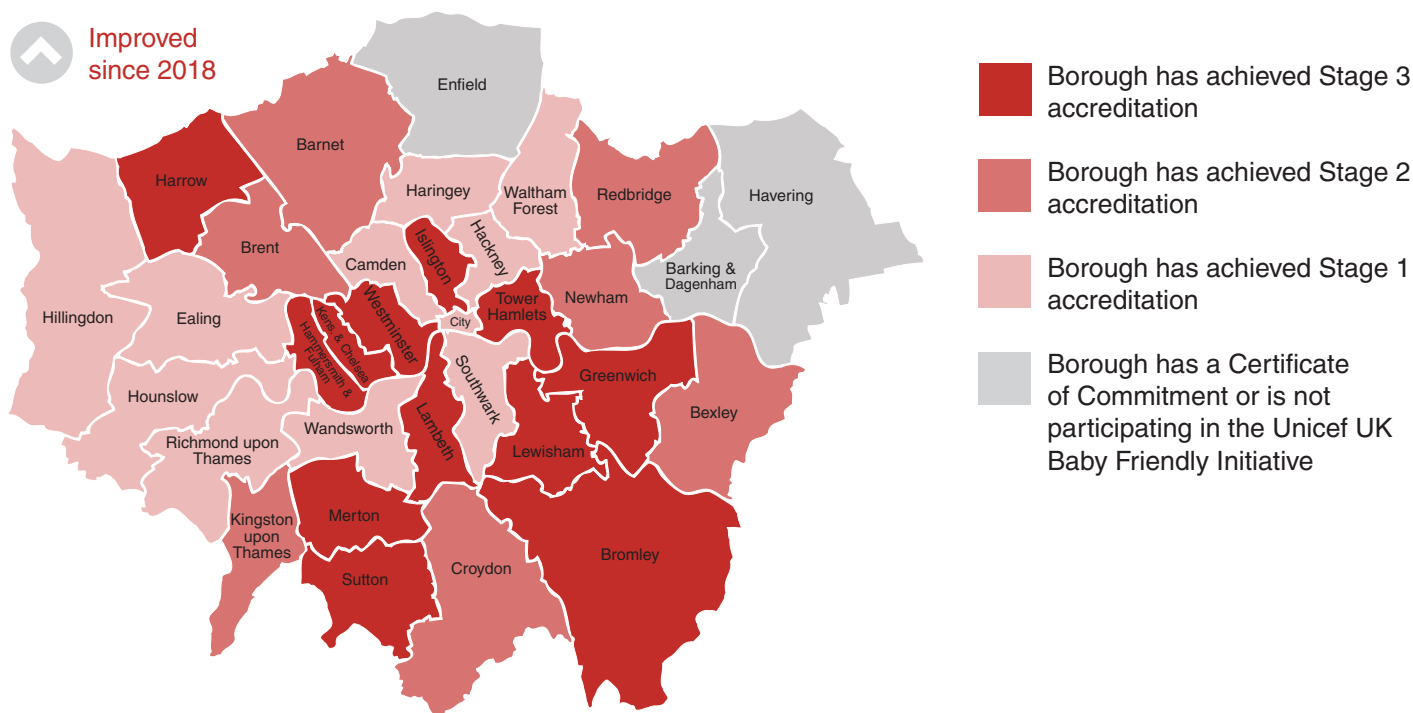 Improved
since 2018
Enfield
Barnet
Harrow
Haringey
Waltham
Forest
Redbridge
Havering
Brent
Camden
Islington
Hackney
Barking &
Dagenham
Hillingdon
Ealing
Hammersmith &
Fulham
Kens. & Chelsea
Westminster
City
Tower
Hamlets
Newham
Hounslow
Richmond upon
Thames
Wandsworth
Lambeth
Southwark
Lewisham
Greenwich
Bexley
Kingston
upon
Thames
Merton
Sutton
Croydon
Bromley
Borough has achieved Stage 3
accreditation
Borough has achieved Stage 2
accreditation
Borough has achieved Stage 1
accreditation
Borough has a Certificate
of Commitment or is not
participating in the Unicef UK
Baby Friendly Initiative